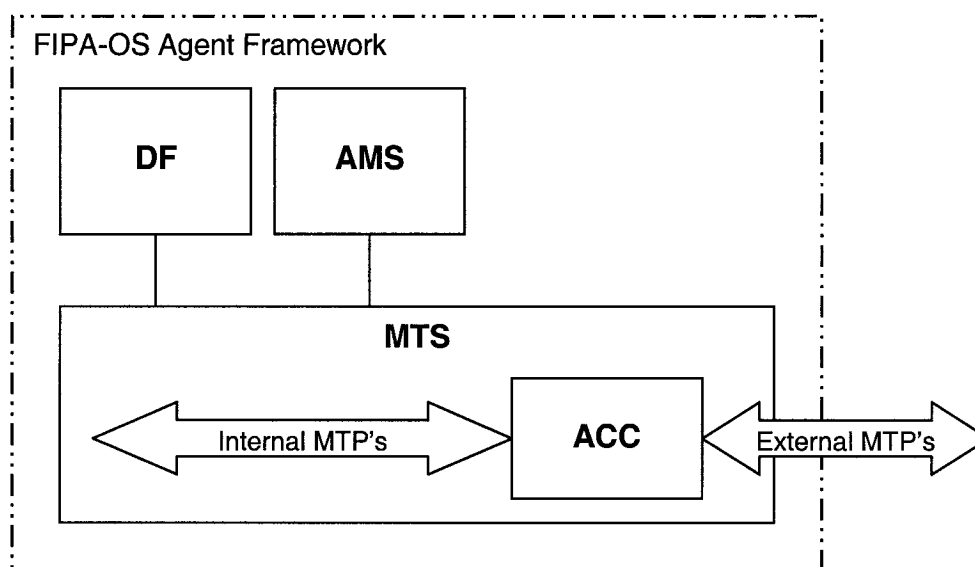 FIPA-OS Agent Framework
DF
AMS
MTS
Internal MTP's
ACC
External MTP's